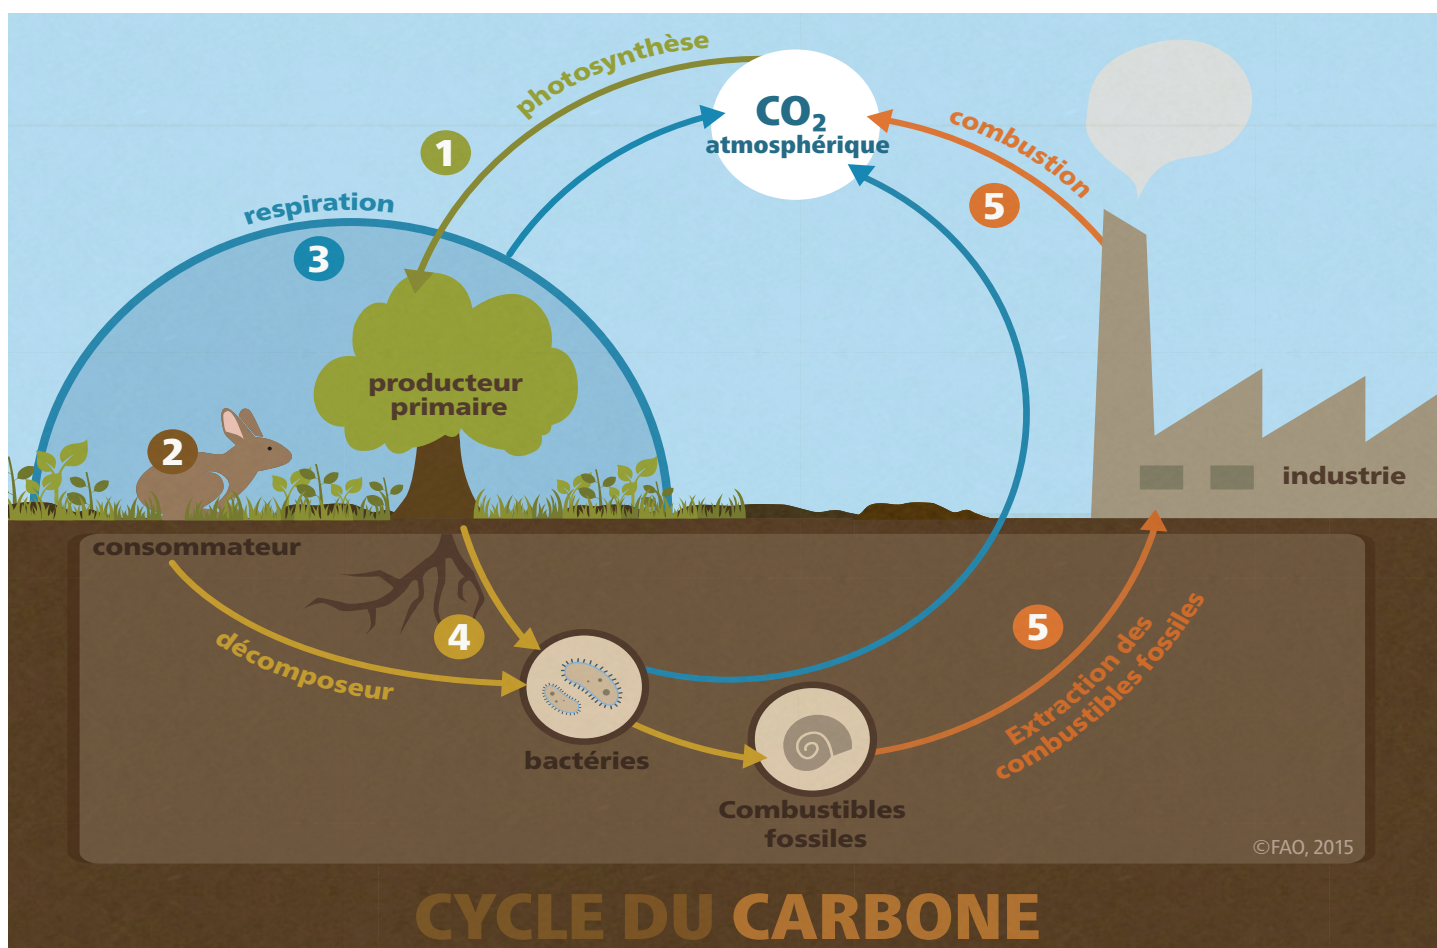 photosynthèse
CO₂
atmosphérique
combustion
1
5
respiration
3
producteur
primaire
2
industrie
consommateur
4
5
décomposeur
Extraction des
combustibles fossiles
bactéries
Combustibles
fossiles
©FAO, 2015
CYCLE DU CARBONE